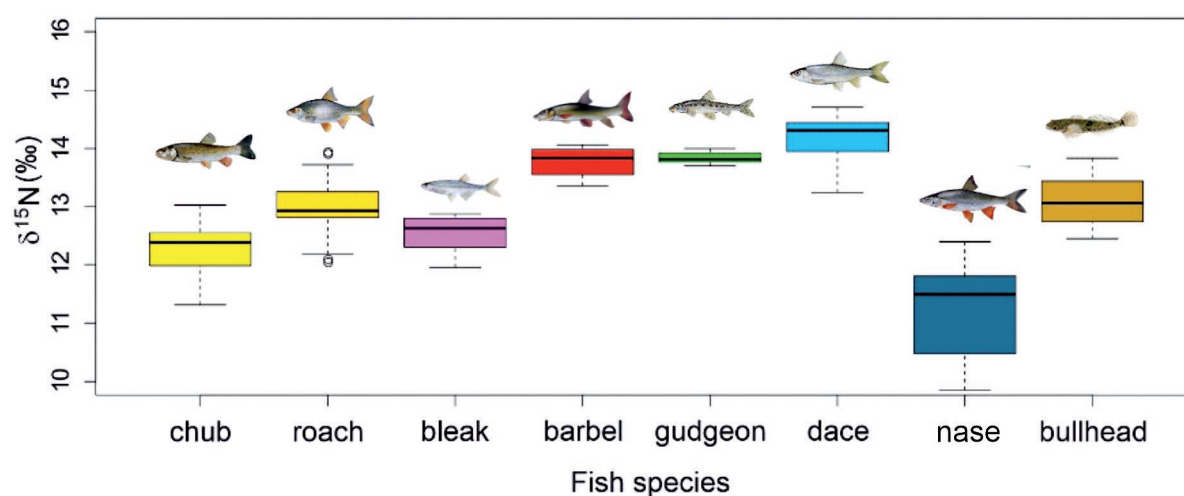 δ¹⁵N(‰)
16
15
14
13
12
11
10
chub roach bleak barbel gudgeon dace nase bullhead
Fish species